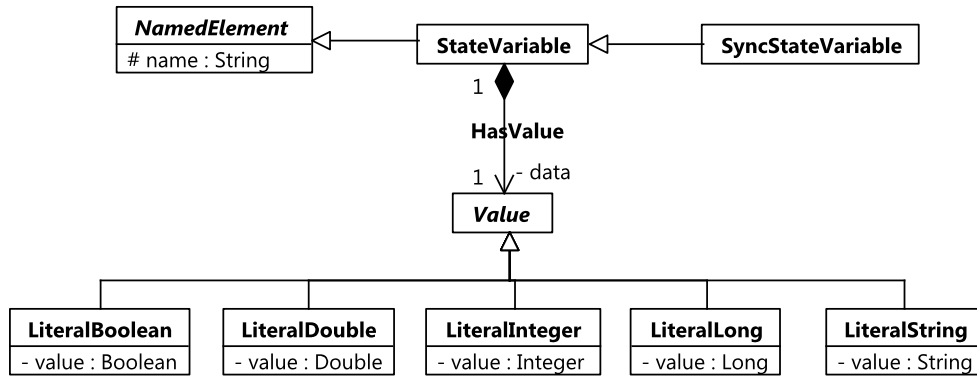 NamedElement
# name : String
StateVariable
SyncStateVariable
1
HasValue
1
- data
Value
LiteralBoolean
- value : Boolean
LiteralDouble
- value : Double
LiteralInteger
- value : Integer
LiteralLong
- value : Long
LiteralString
- value : String